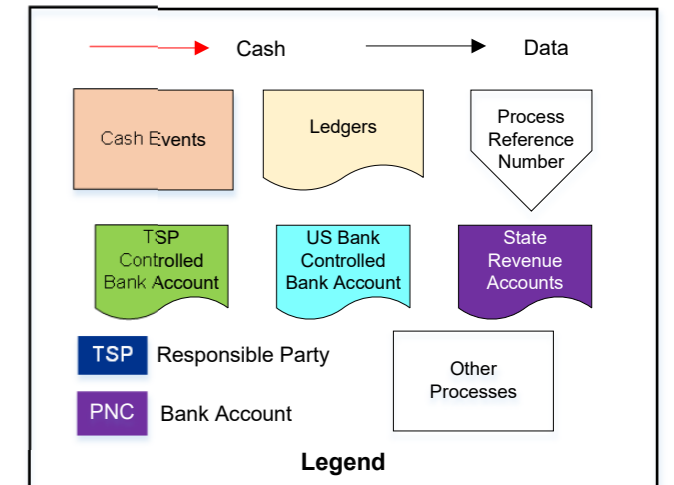 Cash
Data
Cash Events
Ledgers
Process
Reference
Number
TSP
Controlled
Bank Account
US Bank
Controlled
Bank Account
State
Revenue
Accounts
TSP
Responsible Party
Other
Processes
PNC
Bank Account
Legend